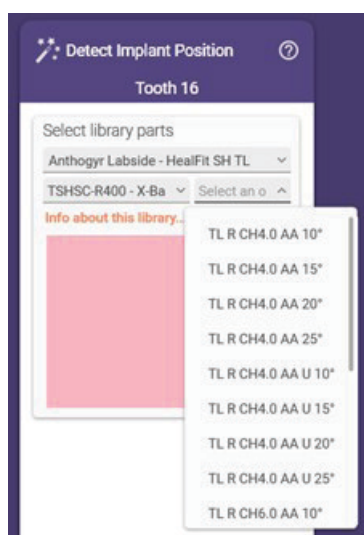 Detect Implant Position
Tooth 16
Select library parts
Anthogyr Labside - HealFit SH TL
TSHSC-R400 - X-Ba Select an o
Info about this library...
TL R CH4.0 AA 10°
TL R CH4.0 AA 15°
TL R CH4.0 AA 20°
TL R CH4.0 AA 25°
TL R CH4.0 AA U 10°
TL R CH4.0 AA U 15°
TL R CH4.0 AA U 20°
TL R CH4.0 AA U 25°
TL R CH6.0 AA 10°